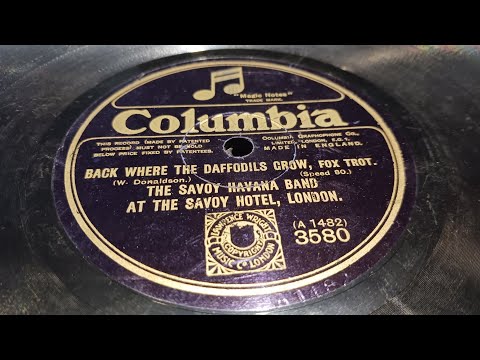 "Magic Notes"
TRADE MARK.
Columbia
THIS RECORD (MADE BY PATENTED
PROCESS) MUST NOT BE SOLD
BELOW PRICE FIXED BY PATENTEES.
COLUMBIA GRAPHOPHONE CO.,
LIMITED, LONDON, E.C.1.
MADE IN ENGLAND.
BACK WHERE THE DAFFODILS GROW, FOX TROT.
(W. Donaldson.)
(Speed 80.)
THE SAVOY HAVANA BAND
AT THE SAVOY HOTEL, LONDON.
(A 1482)
3580
LAWRENCE WRIGHT
COPYRIGHT
MUSIC Co LONDON